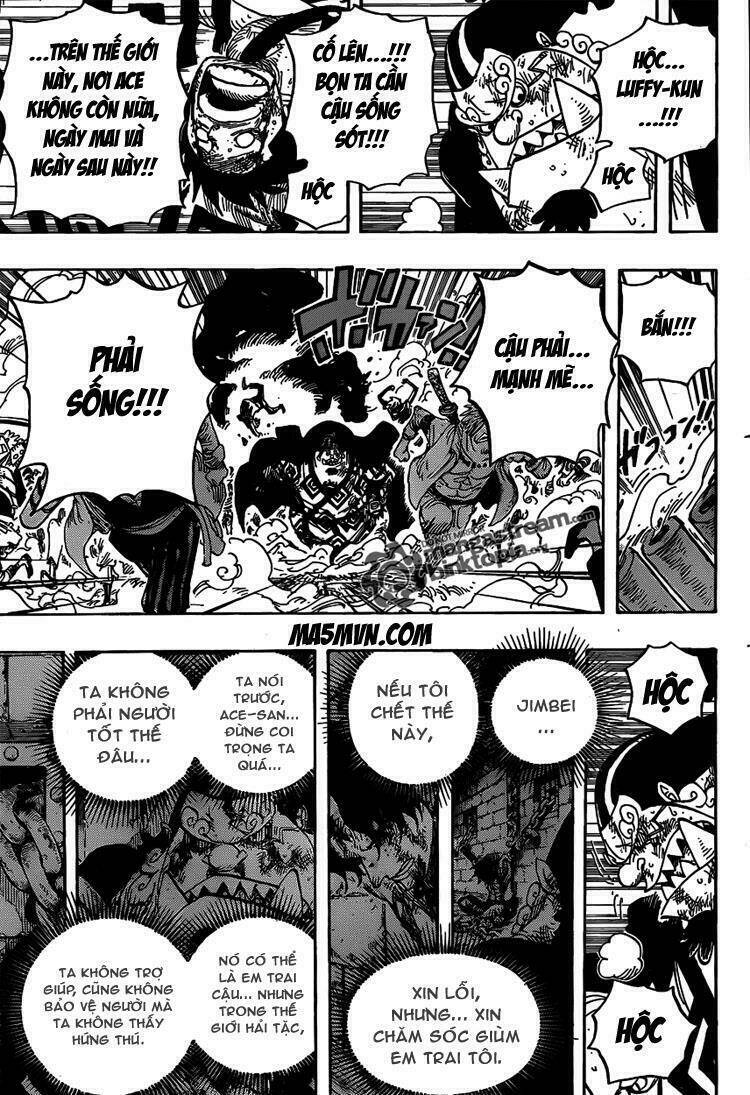 HỘC...
LUFFY-KUN
...!!!
HỘC
CỐ LÊN...!!!
BỌN TA CẦN
CẬU SỐNG
SÓT!!!
HỘC
...TRÊN THẾ GIỚI
NÀY, NƠI ACE
KHÔNG CÒN NỮA,
NGÀY MAI VÀ
NGÀY SAU NÀY!!
BẮN!!!
CẬU PHẢI...
MẠNH MẼ...
PHẢI
SỐNG!!!
mangastream.com
binktopia.org
MA5MVN.COM
HỘC
HỘC
JIMBEI
...
NẾU TÔI
CHẾT THẾ
NÀY,
XIN LỖI,
NHƯNG... XIN
CHĂM SÓC GIÙM
EM TRAI TÔI.
TA NÓI
TRƯỚC,
ACE-SAN...
ĐỪNG COI
TRỌNG TA
QUÁ...
TA KHÔNG
PHẢI NGƯỜI
TỐT THẾ
ĐÂU...
NÓ CÓ THỂ
LÀ EM TRAI
CẬU... NHƯNG
TRONG THẾ
GIỚI HẢI TẶC,
TA KHÔNG TRỢ
GIÚP, CŨNG KHÔNG
BẢO VỆ NGƯỜI MÀ
TA KHÔNG THẤY
HỨNG THÚ.